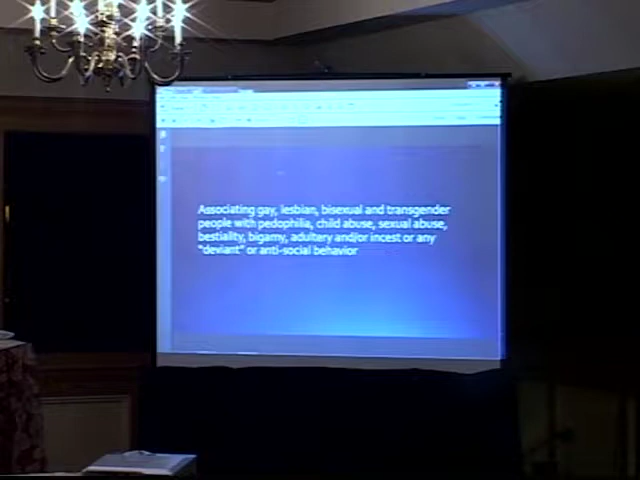 Associating gay, lesbian, bisexual and transgender
people with pedophilia, child abuse, sexual abuse,
bestiality, bigamy, adultery and/or incest or any
"deviant" or anti-social behavior